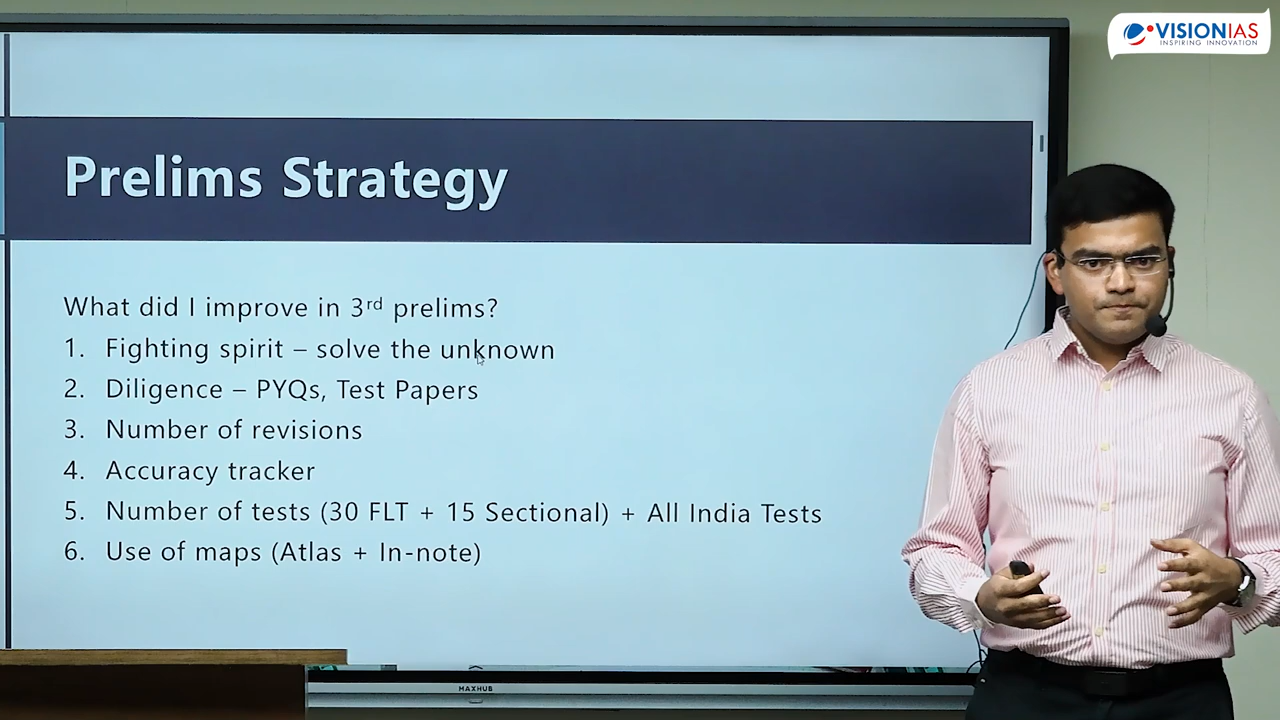 VISIONIAS
INSPIRING INNOVATION
Prelims Strategy
What did I improve in 3rd prelims?
1. Fighting spirit – solve the unknown
2. Diligence – PYQs, Test Papers
3. Number of revisions
4. Accuracy tracker
5. Number of tests (30 FLT + 15 Sectional) + All India Tests
6. Use of maps (Atlas + In-note)
MAXHUB